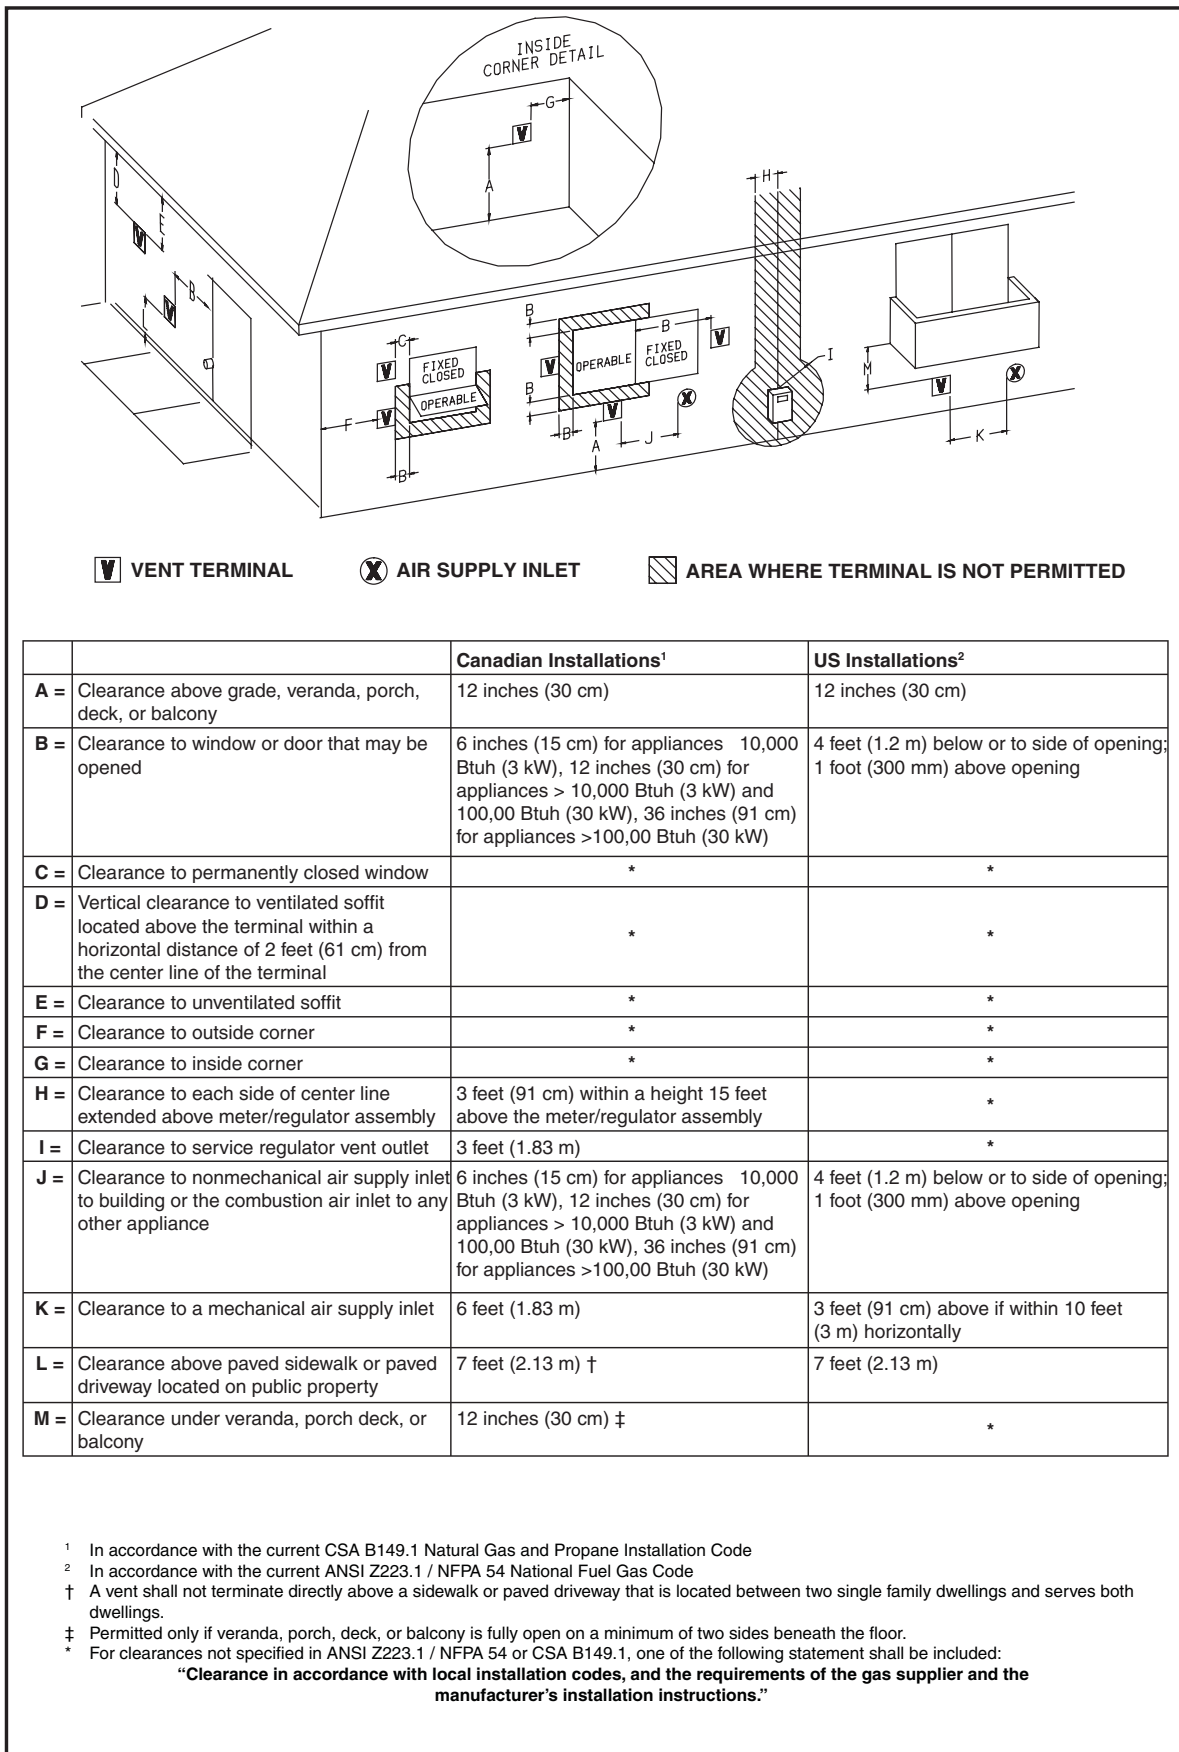 INSIDE
CORNER DETAIL
G
V
A
H
D
E
V
B
V
L
B
C
V
FIXED
CLOSED
OPERABLE
F
V
B
B
V
OPERABLE
FIXED
CLOSED
B
V
B
V
X
B
A
J
I
M
V
X
K
V VENT TERMINAL
X AIR SUPPLY INLET
AREA WHERE TERMINAL IS NOT PERMITTED
Canadian Installations¹
US Installations²
A =
Clearance above grade, veranda, porch,
deck, or balcony
12 inches (30 cm)
12 inches (30 cm)
B =
Clearance to window or door that may be
opened
6 inches (15 cm) for appliances 10,000
Btuh (3 kW), 12 inches (30 cm) for
appliances > 10,000 Btuh (3 kW) and
100,00 Btuh (30 kW), 36 inches (91 cm)
for appliances >100,00 Btuh (30 kW)
4 feet (1.2 m) below or to side of opening;
1 foot (300 mm) above opening
C =
Clearance to permanently closed window
*
*
D =
Vertical clearance to ventilated soffit
located above the terminal within a
horizontal distance of 2 feet (61 cm) from
the center line of the terminal
*
*
E =
Clearance to unventilated soffit
*
*
F =
Clearance to outside corner
*
*
G =
Clearance to inside corner
*
*
H =
Clearance to each side of center line
extended above meter/regulator assembly
3 feet (91 cm) within a height 15 feet
above the meter/regulator assembly
*
I =
Clearance to service regulator vent outlet
3 feet (1.83 m)
*
J =
Clearance to nonmechanical air supply inlet
to building or the combustion air inlet to any
other appliance
6 inches (15 cm) for appliances 10,000
Btuh (3 kW), 12 inches (30 cm) for
appliances > 10,000 Btuh (3 kW) and
100,00 Btuh (30 kW), 36 inches (91 cm)
for appliances >100,00 Btuh (30 kW)
4 feet (1.2 m) below or to side of opening;
1 foot (300 mm) above opening
K =
Clearance to a mechanical air supply inlet
6 feet (1.83 m)
3 feet (91 cm) above if within 10 feet
(3 m) horizontally
L =
Clearance above paved sidewalk or paved
driveway located on public property
7 feet (2.13 m) †
7 feet (2.13 m)
M =
Clearance under veranda, porch deck, or
balcony
12 inches (30 cm) ‡
*
¹ In accordance with the current CSA B149.1 Natural Gas and Propane Installation Code
² In accordance with the current ANSI Z223.1 / NFPA 54 National Fuel Gas Code
† A vent shall not terminate directly above a sidewalk or paved driveway that is located between two single family dwellings and serves both
dwellings.
‡ Permitted only if veranda, porch, deck, or balcony is fully open on a minimum of two sides beneath the floor.
* For clearances not specified in ANSI Z223.1 / NFPA 54 or CSA B149.1, one of the following statement shall be included:
“Clearance in accordance with local installation codes, and the requirements of the gas supplier and the
manufacturer’s installation instructions.”